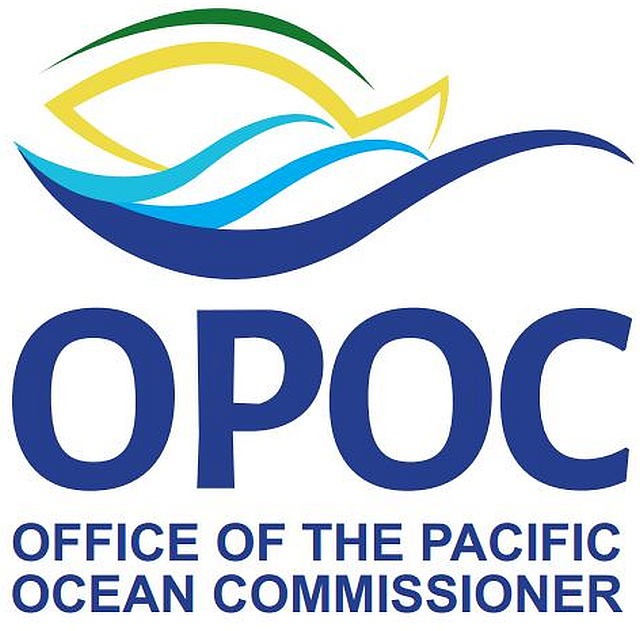 OPOC
OFFICE OF THE PACIFIC
OCEAN COMMISSIONER